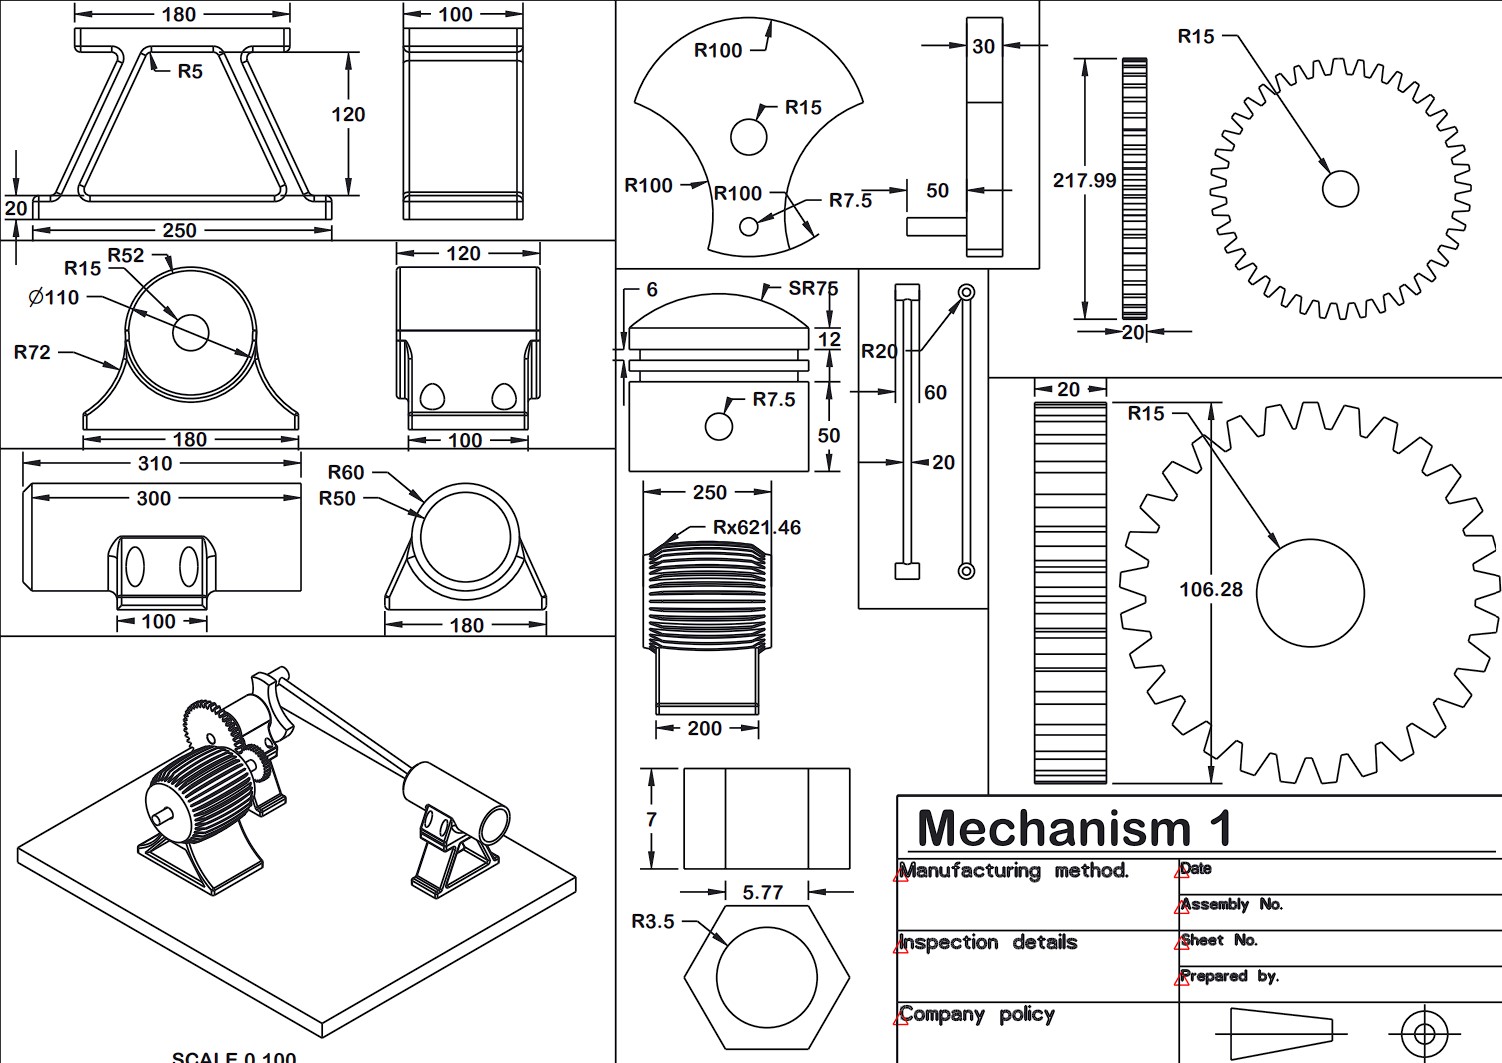 180
100
R5
120
20
250
R52
R15
Ø110
R72
180
120
100
310
300
100
R60
R50
180
SCALE 0.100
R100
R15
R100
R100
R7.5
30
50
6
SR75
12
R7.5
50
R20
60
20
250
Rx621.46
200
7
5.77
R3.5
R15
217.99
20
20
R15
106.28
Mechanism 1
Manufacturing method.
Date
Assembly No.
Inspection details
Sheet No.
Prepared by.
Company policy